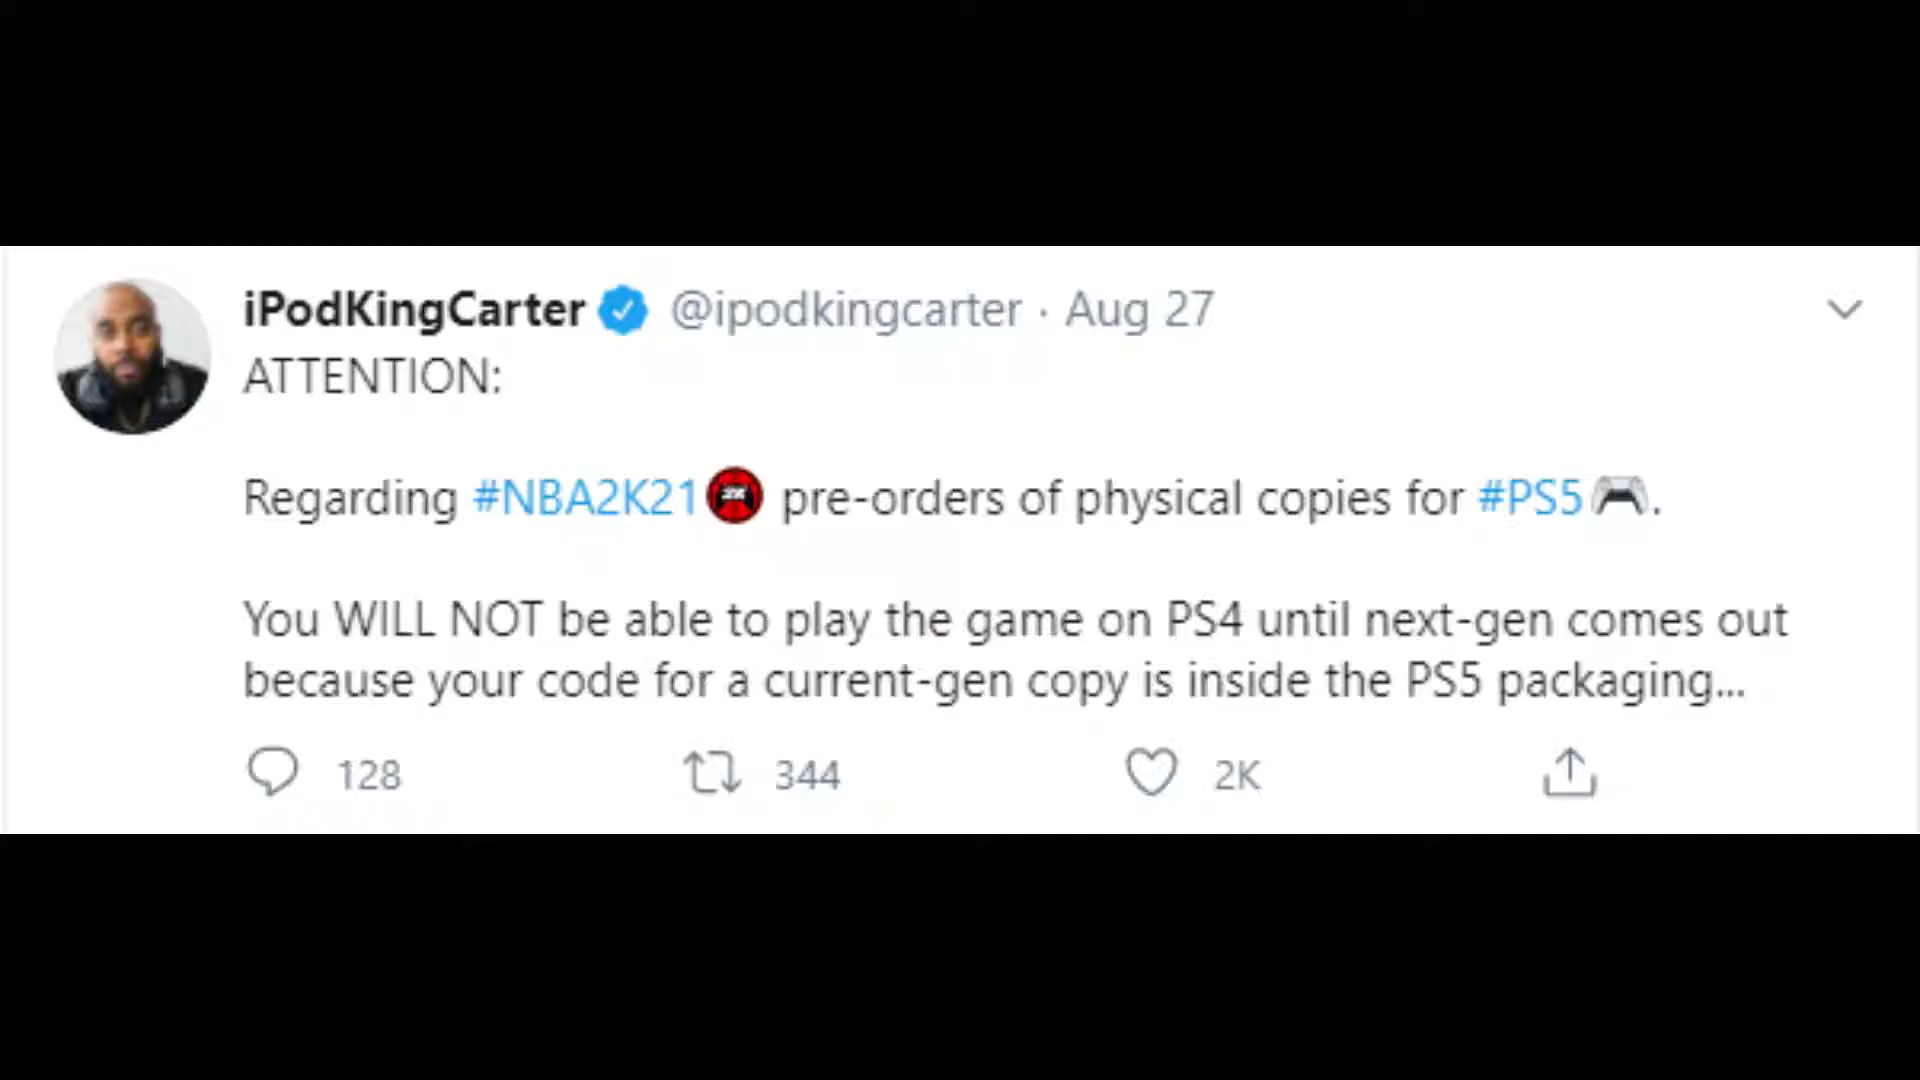 iPodKingCarter @ipodkingcarter · Aug 27
ATTENTION:
Regarding #NBA2K21 pre-orders of physical copies for #PS5🎮.
You WILL NOT be able to play the game on PS4 until next-gen comes out
because your code for a current-gen copy is inside the PS5 packaging...
128 344 2K